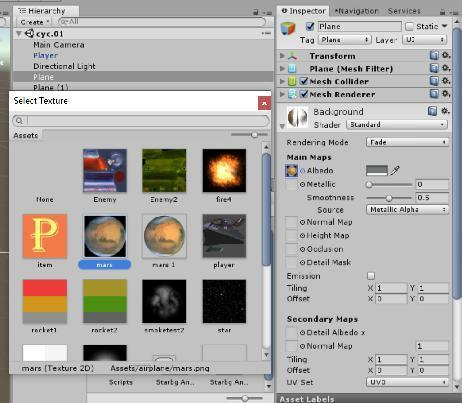 Hierarchy
Create
All
cyc.01
Main Camera
Player
Directional Light
Plane
Plane (1)
Select Texture
Assets
None
Enemy
Enemy2
fire4
P
item
mars
mars 1
player
rocket1
rocket2
smoketest2
star
mars (Texture 2D)
Assets/airplane/mars.png
Scripts
Starbg An...
Starbg An...
Inspector
Navigation
Services
Plane
Static
Tag
Plane
Layer
UI
Transform
Plane (Mesh Filter)
Mesh Collider
Mesh Renderer
Background
Shader
Standard
Rendering Mode
Fade
Main Maps
Albedo
Metallic
0
Smoothness
0.5
Source
Metallic Alpha
Normal Map
Height Map
Occlusion
Detail Mask
Emission
Tiling
X 1
Y 1
Offset
X 0
Y 0
Secondary Maps
Detail Albedo x
Normal Map
1
Tiling
X 1
Y 1
Offset
X 0
Y 0
UV Set
UV0
Asset Labels